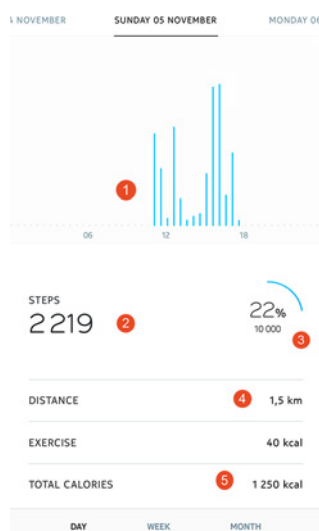 NOVEMBER SUNDAY 05 NOVEMBER MONDAY 06
1
06 12 18
STEPS
2 219 2
22%
10 000
3
DISTANCE 4 1,5 km
EXERCISE 40 kcal
TOTAL CALORIES 5 1 250 kcal
DAY WEEK MONTH